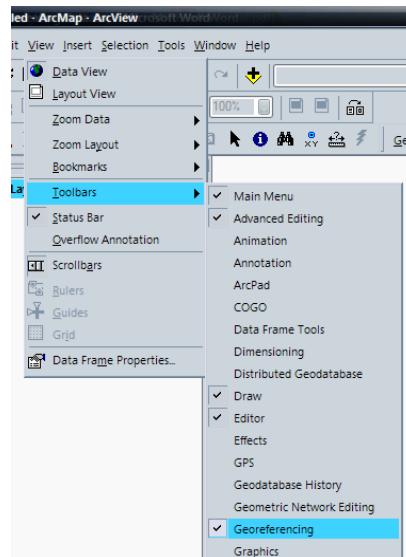 led - ArcMap - ArcView
it View Insert Selection Tools Window Help
Data View
Layout View
100%
Zoom Data
Zoom Layout
XY
Ge
Bookmarks
La
Toolbars
Status Bar
Overflow Annotation
Scrollbars
Rulers
Guides
Grid
Data Frame Properties...
Main Menu
Advanced Editing
Animation
Annotation
ArcPad
COGO
Data Frame Tools
Dimensioning
Distributed Geodatabase
Draw
Editor
Effects
GPS
Geodatabase History
Geometric Network Editing
Georeferencing
Graphics